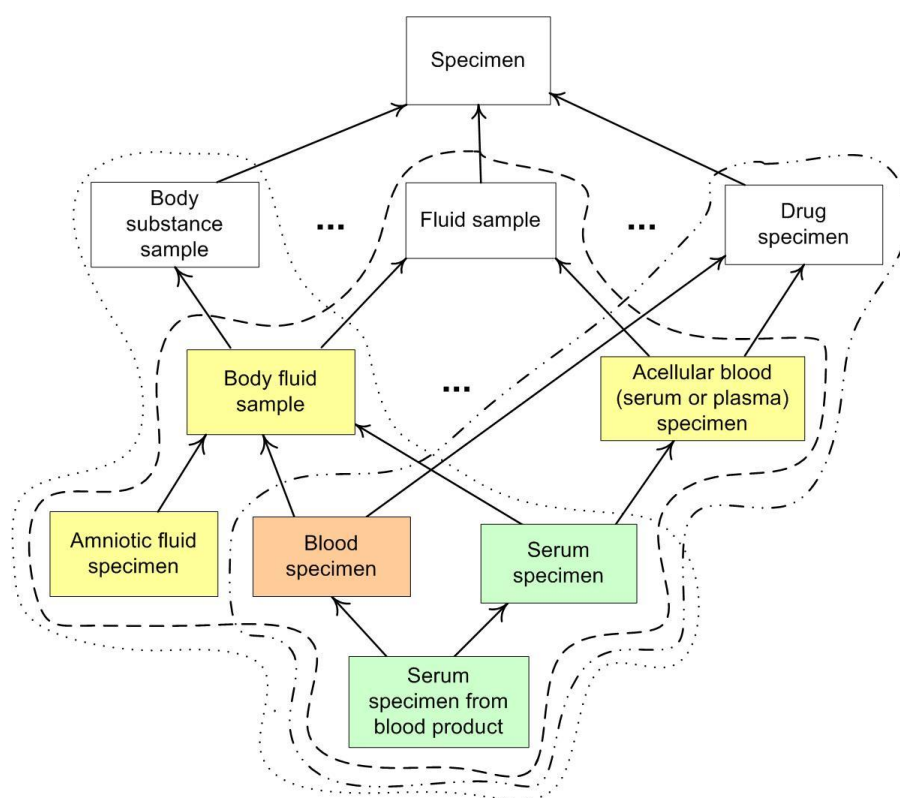 Specimen
Body
substance
sample
...
Fluid sample
...
Drug
specimen
Body fluid
sample
...
Acellular blood
(serum or plasma)
specimen
Amniotic fluid
specimen
Blood
specimen
Serum
specimen
Serum
specimen from
blood product